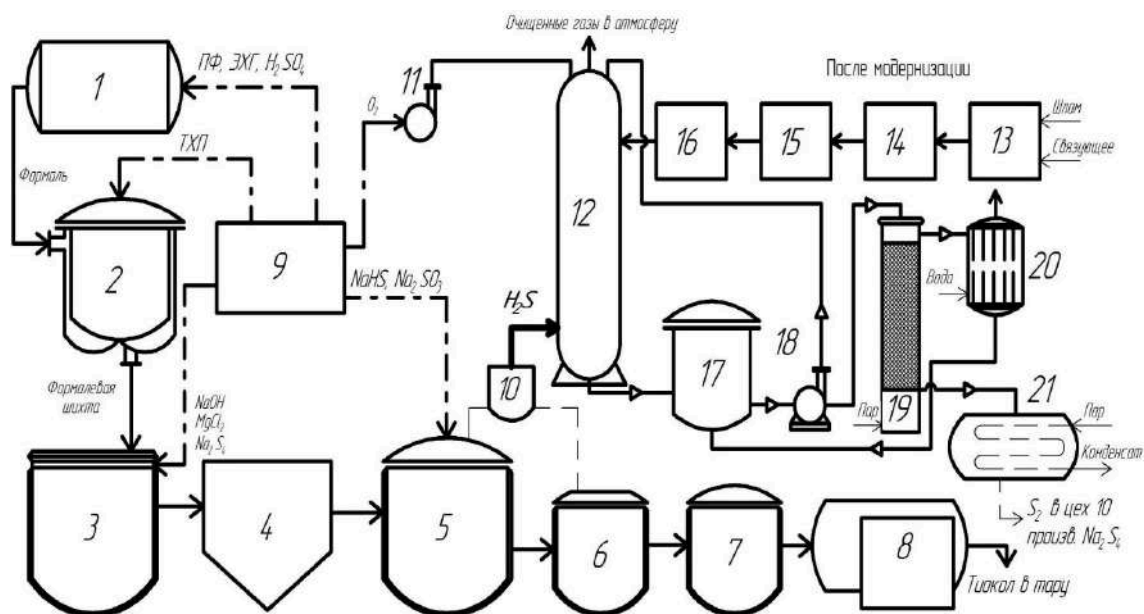 Очищенные газы в атмосферу
После модернизации
1
ПФ, ЭХГ, H₂SO₄
11
O₂
16
15
14
13
Шлам
Связующее
ТХП
Формаль
2
9
12
NaHS, Na₂SO₃
H₂S
10
17
18
19
Вода
20
21
Пар
Пар
Конденсат
Формалевая
шихта
NaOH
MgCl₂
Na₂S₄
3
4
5
6
7
8
S₂ в цех 10
произв. Na₂S₄
Тиокол в тару